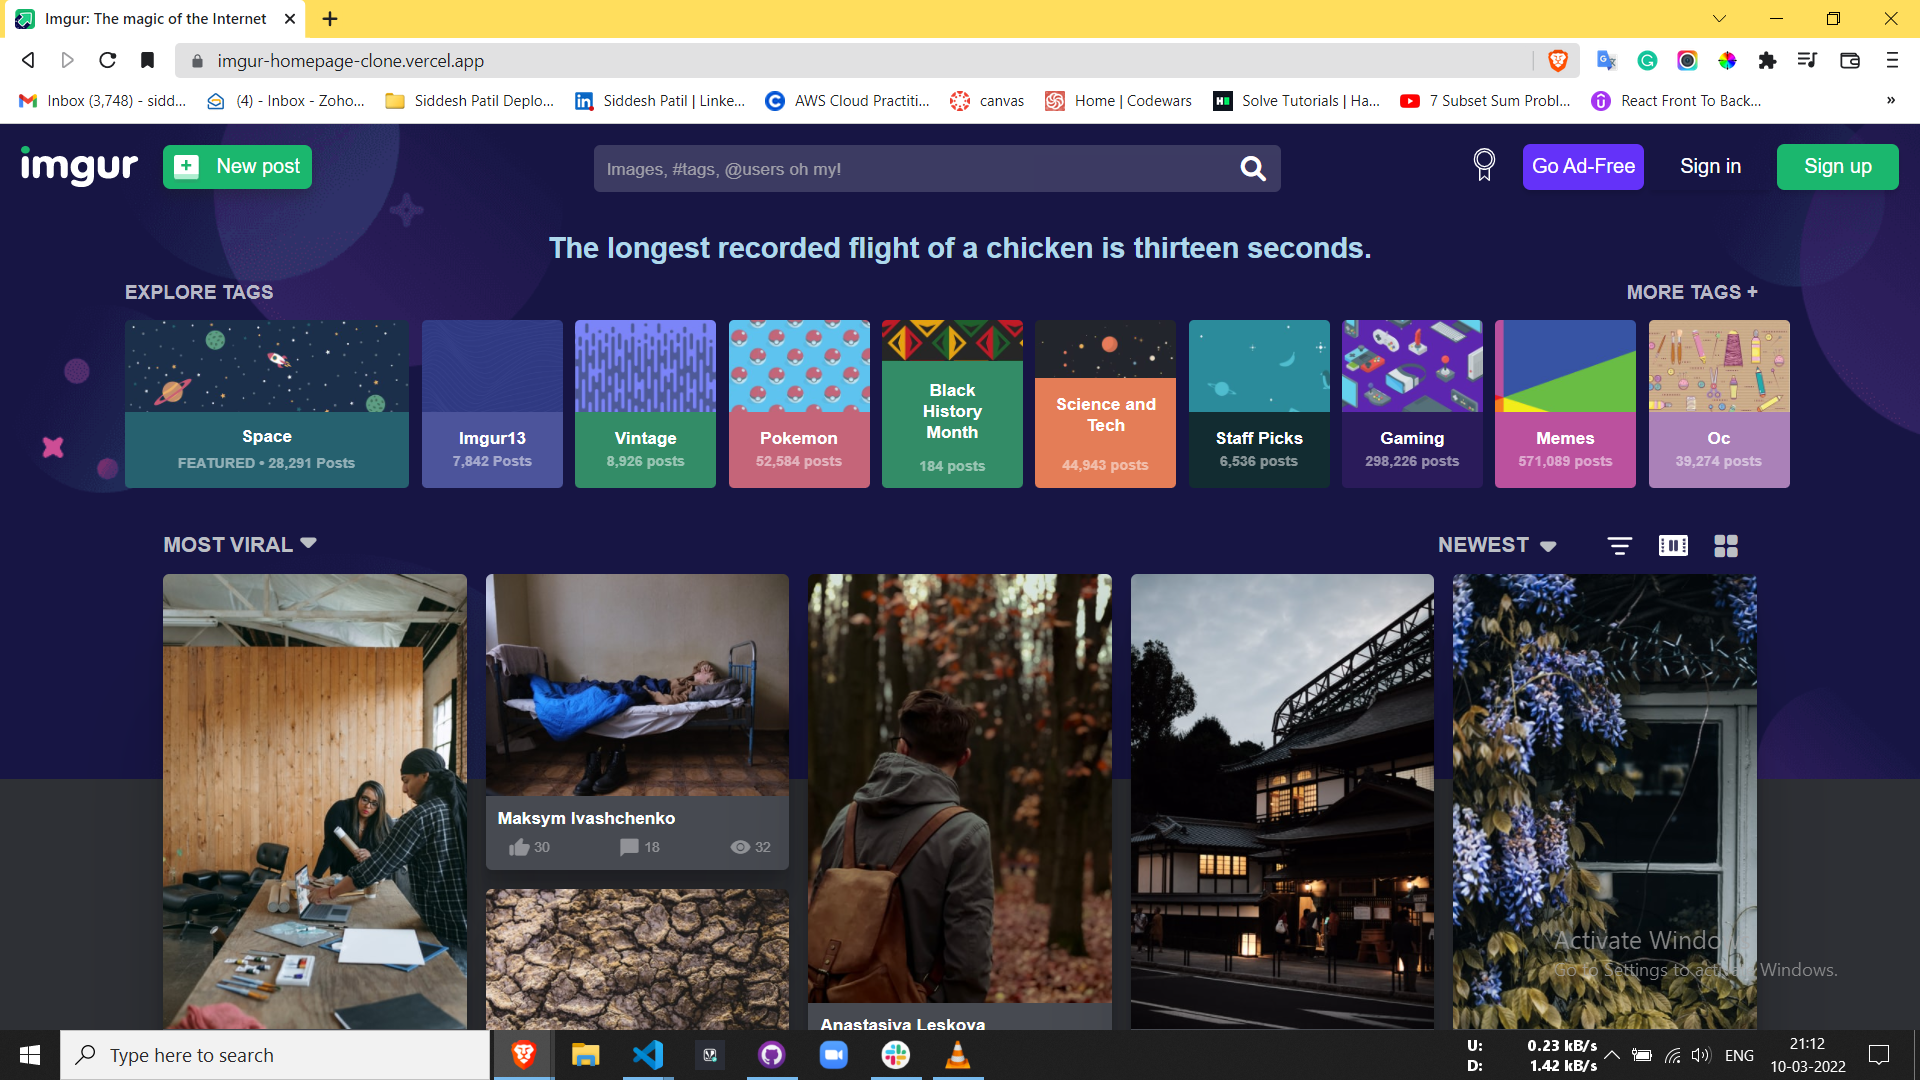 Imgur: The magic of the Internet
imgur-homepage-clone.vercel.app
Inbox (3,748) - sidd...
(4) - Inbox - Zoho...
Siddesh Patil Deplo...
Siddesh Patil | Linke...
AWS Cloud Practiti...
canvas
Home | Codewars
Solve Tutorials | Ha...
7 Subset Sum Probl...
React Front To Back...
»
imgur
New post
Images, #tags, @users oh my!
Go Ad-Free
Sign in
Sign up
The longest recorded flight of a chicken is thirteen seconds.
EXPLORE TAGS
MORE TAGS +
Space
FEATURED • 28,291 Posts
Imgur13
7,842 Posts
Vintage
8,926 posts
Pokemon
52,584 posts
Black
History
Month
184 posts
Science and
Tech
44,943 posts
Staff Picks
6,536 posts
Gaming
298,226 posts
Memes
571,089 posts
Oc
39,274 posts
MOST VIRAL
NEWEST
Maksym Ivashchenko
30
18
32
Anastasiya Leskova
Activate Windows
Go to Settings to activate Windows.
Type here to search
U: 0.23 kB/s
D: 1.42 kB/s
ENG
21:12
10-03-2022